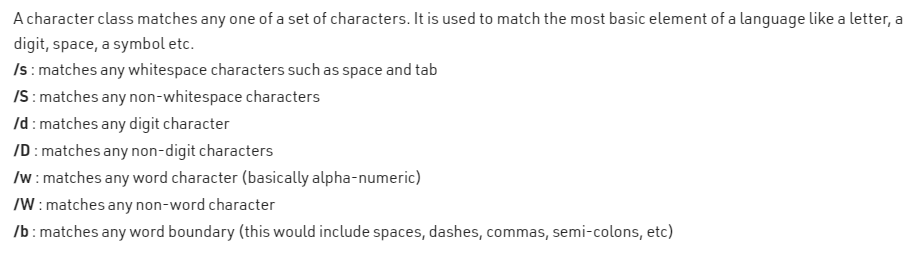 A character class matches any one of a set of characters. It is used to match the most basic element of a language like a letter, a
digit, space, a symbol etc.
/s : matches any whitespace characters such as space and tab
/S : matches any non-whitespace characters
/d : matches any digit character
/D : matches any non-digit characters
/w : matches any word character (basically alpha-numeric)
/W : matches any non-word character
/b : matches any word boundary (this would include spaces, dashes, commas, semi-colons, etc)